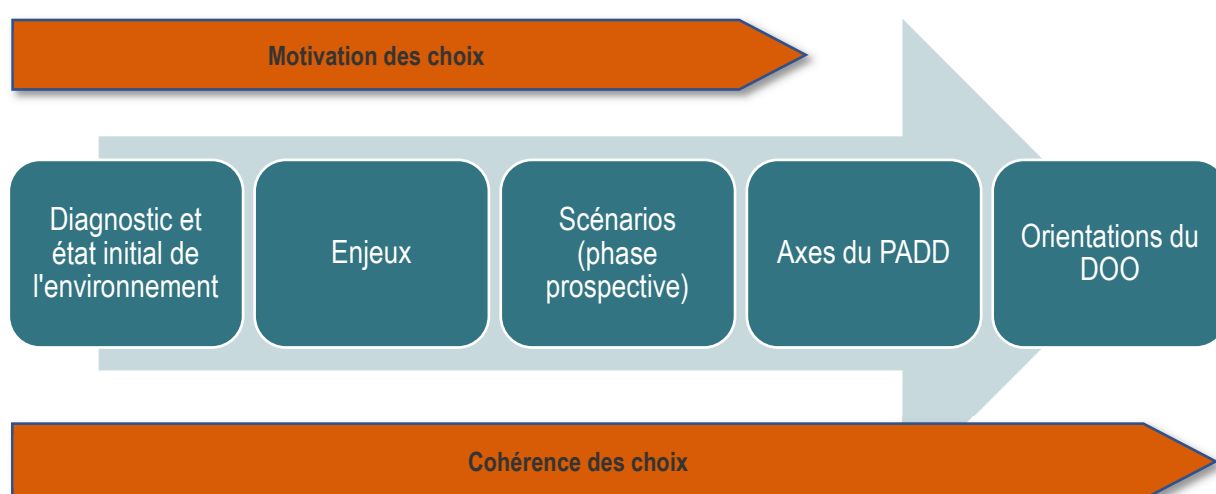 Motivation des choix
Diagnostic et
état initial de
l'environnement
Enjeux
Scénarios
(phase
prospective)
Axes du PADD
Orientations du
DOO
Cohérence des choix